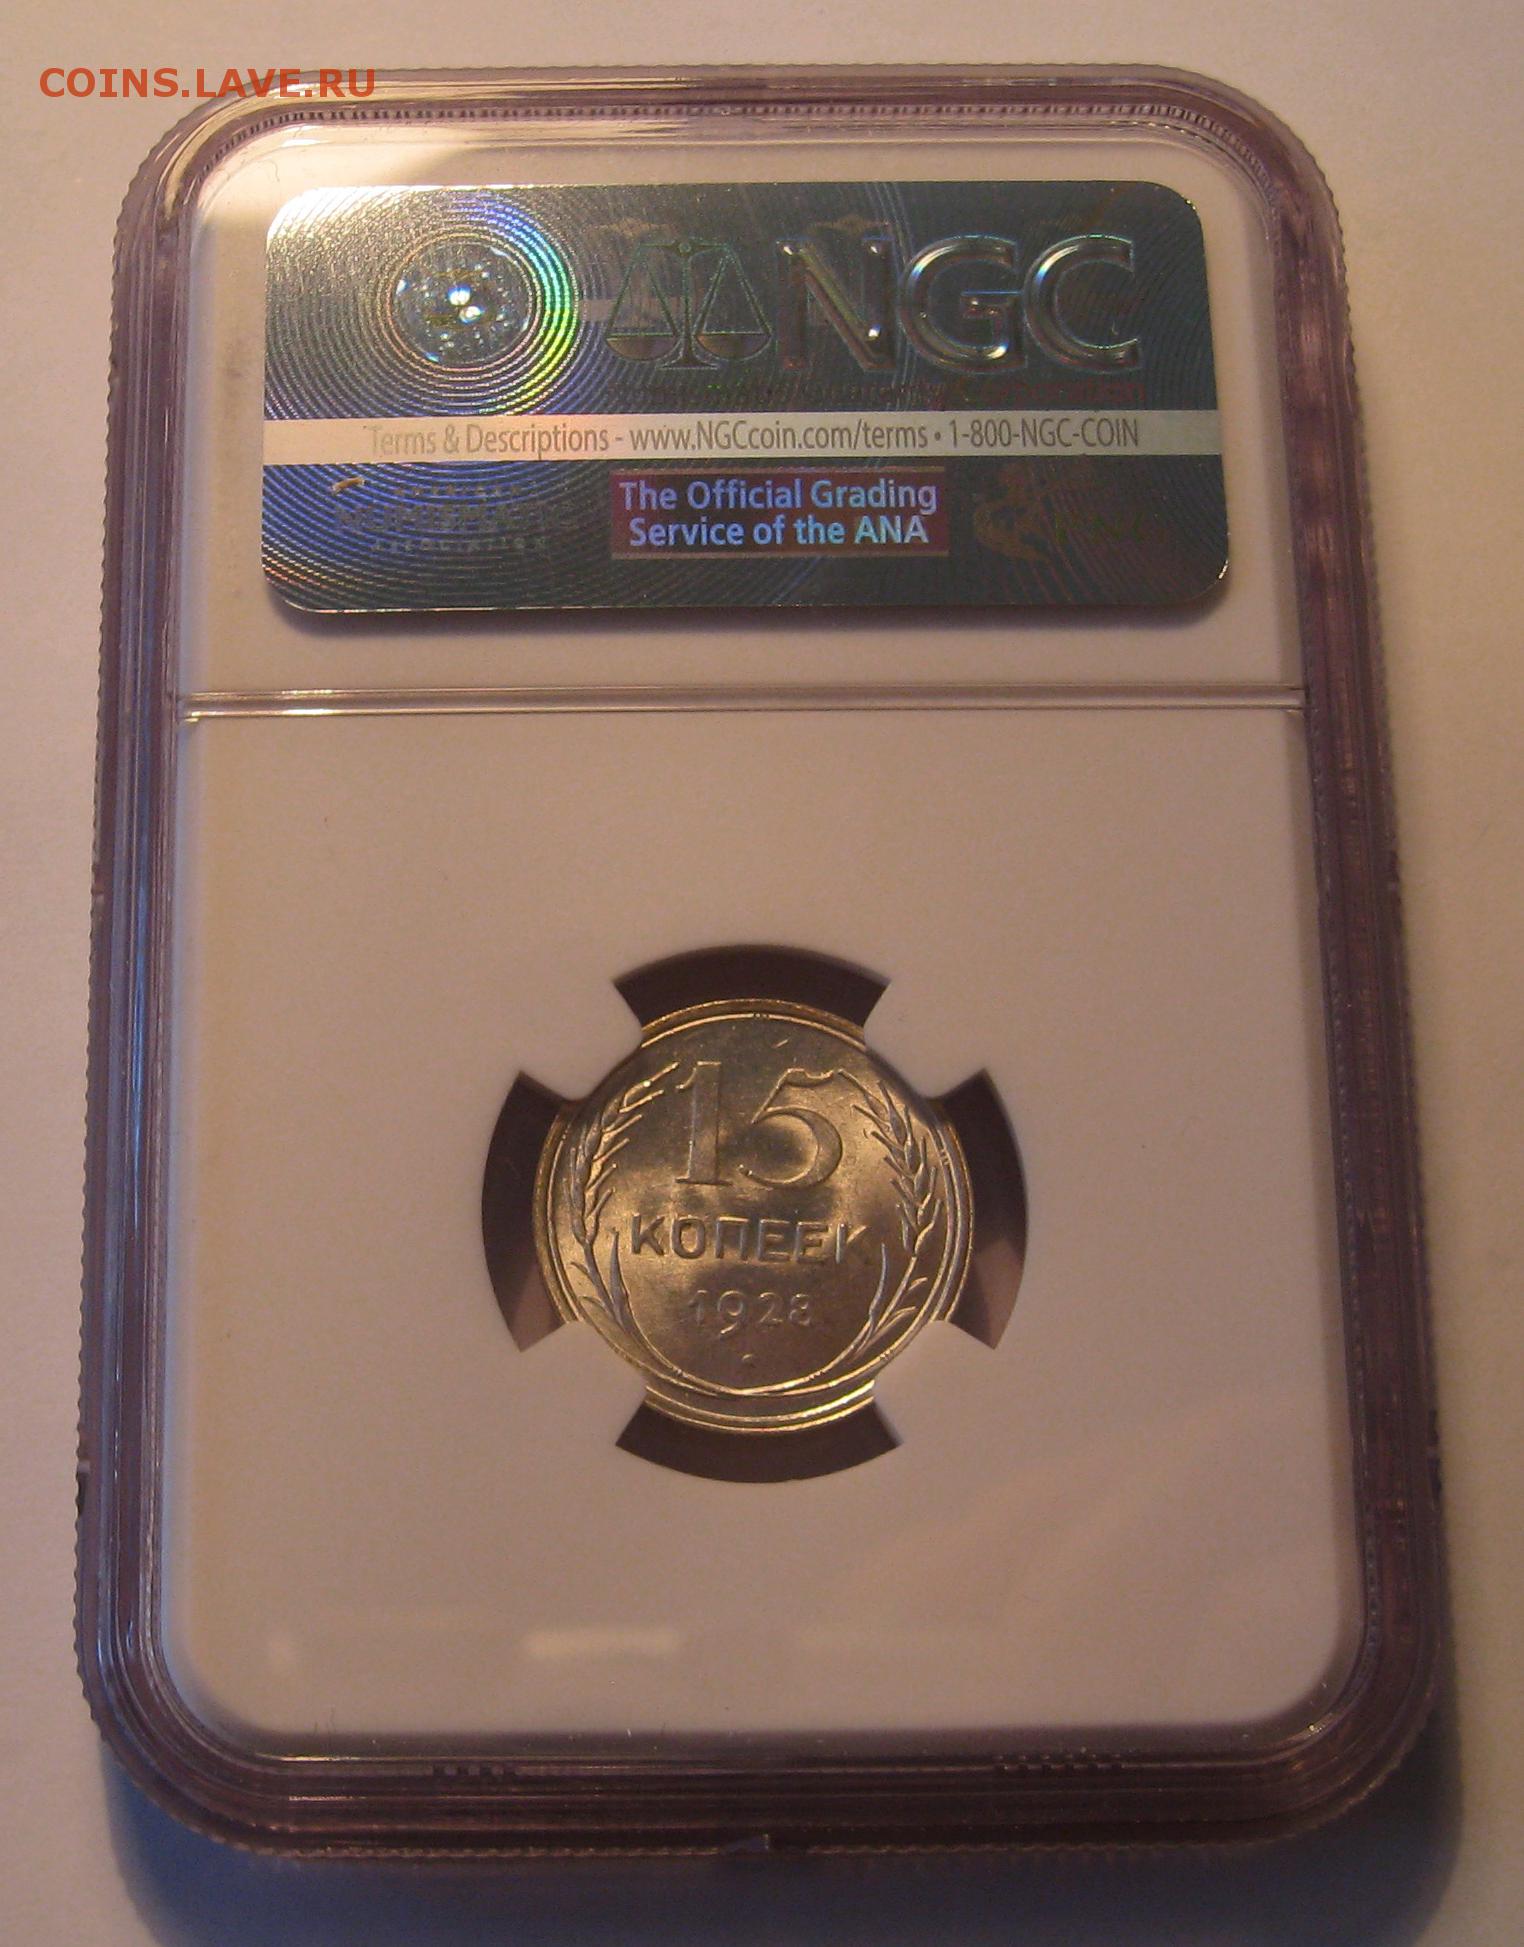 COINS.LAVE.RU
NGC
Terms & Descriptions - www.NGCcoin.com/terms • 1-800-NGC-COIN
The Official Grading
Service of the ANA
15
КОПЕЕК
1928